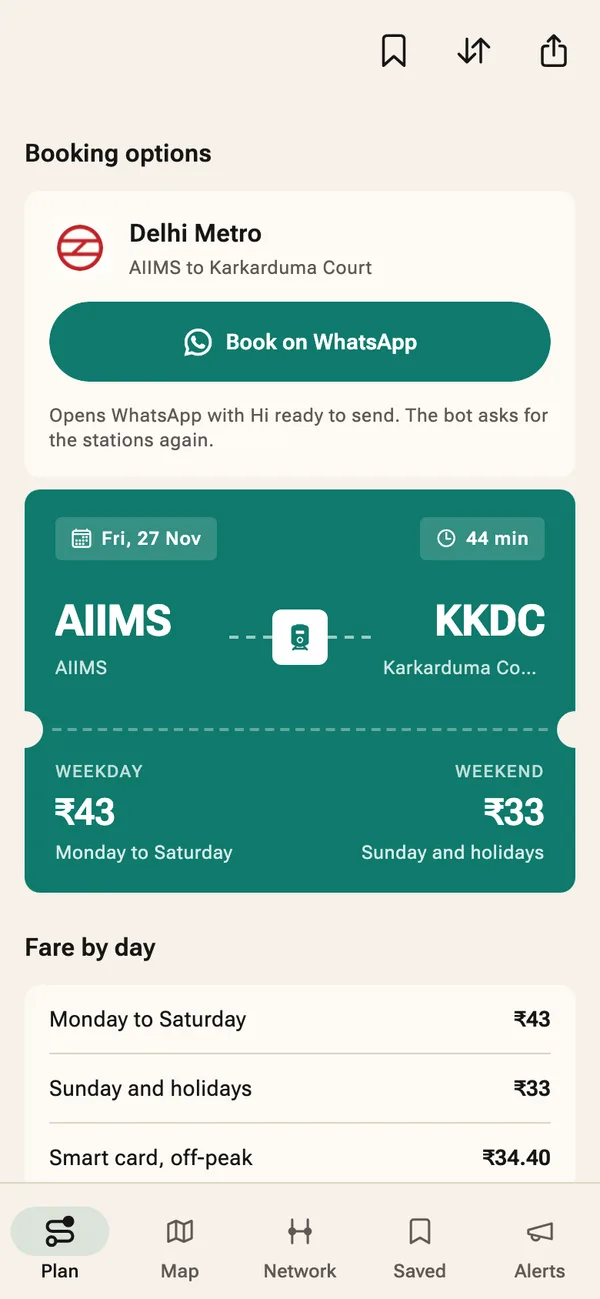 Booking options
Delhi Metro
AIIMS to Karkarduma Court
Book on WhatsApp
Opens WhatsApp with Hi ready to send. The bot asks for
the stations again.
Fri, 27 Nov
44 min
AIIMS
KKDC
AIIMS
Karkarduma Co...
WEEKDAY
WEEKEND
₹43
₹33
Monday to Saturday
Sunday and holidays
Fare by day
Monday to Saturday
₹43
Sunday and holidays
₹33
Smart card, off-peak
₹34.40
Plan
Map
Network
Saved
Alerts